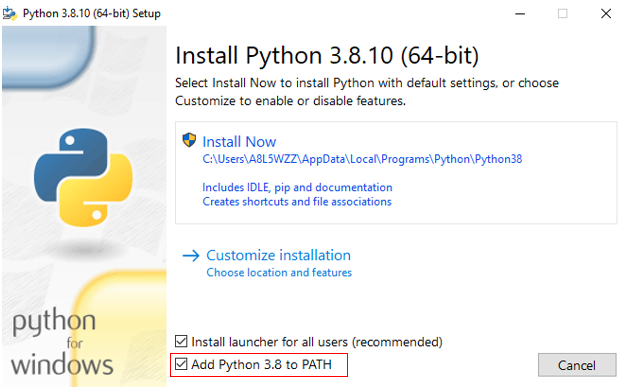 Python 3.8.10 (64-bit) Setup
Install Python 3.8.10 (64-bit)
Select Install Now to install Python with default settings, or choose
Customize to enable or disable features.
Install Now
C:\Users\A8L5WZZ\AppData\Local\Programs\Python\Python38
Includes IDLE, pip and documentation
Creates shortcuts and file associations
Customize installation
Choose location and features
python
for
windows
Install launcher for all users (recommended)
Add Python 3.8 to PATH
Cancel